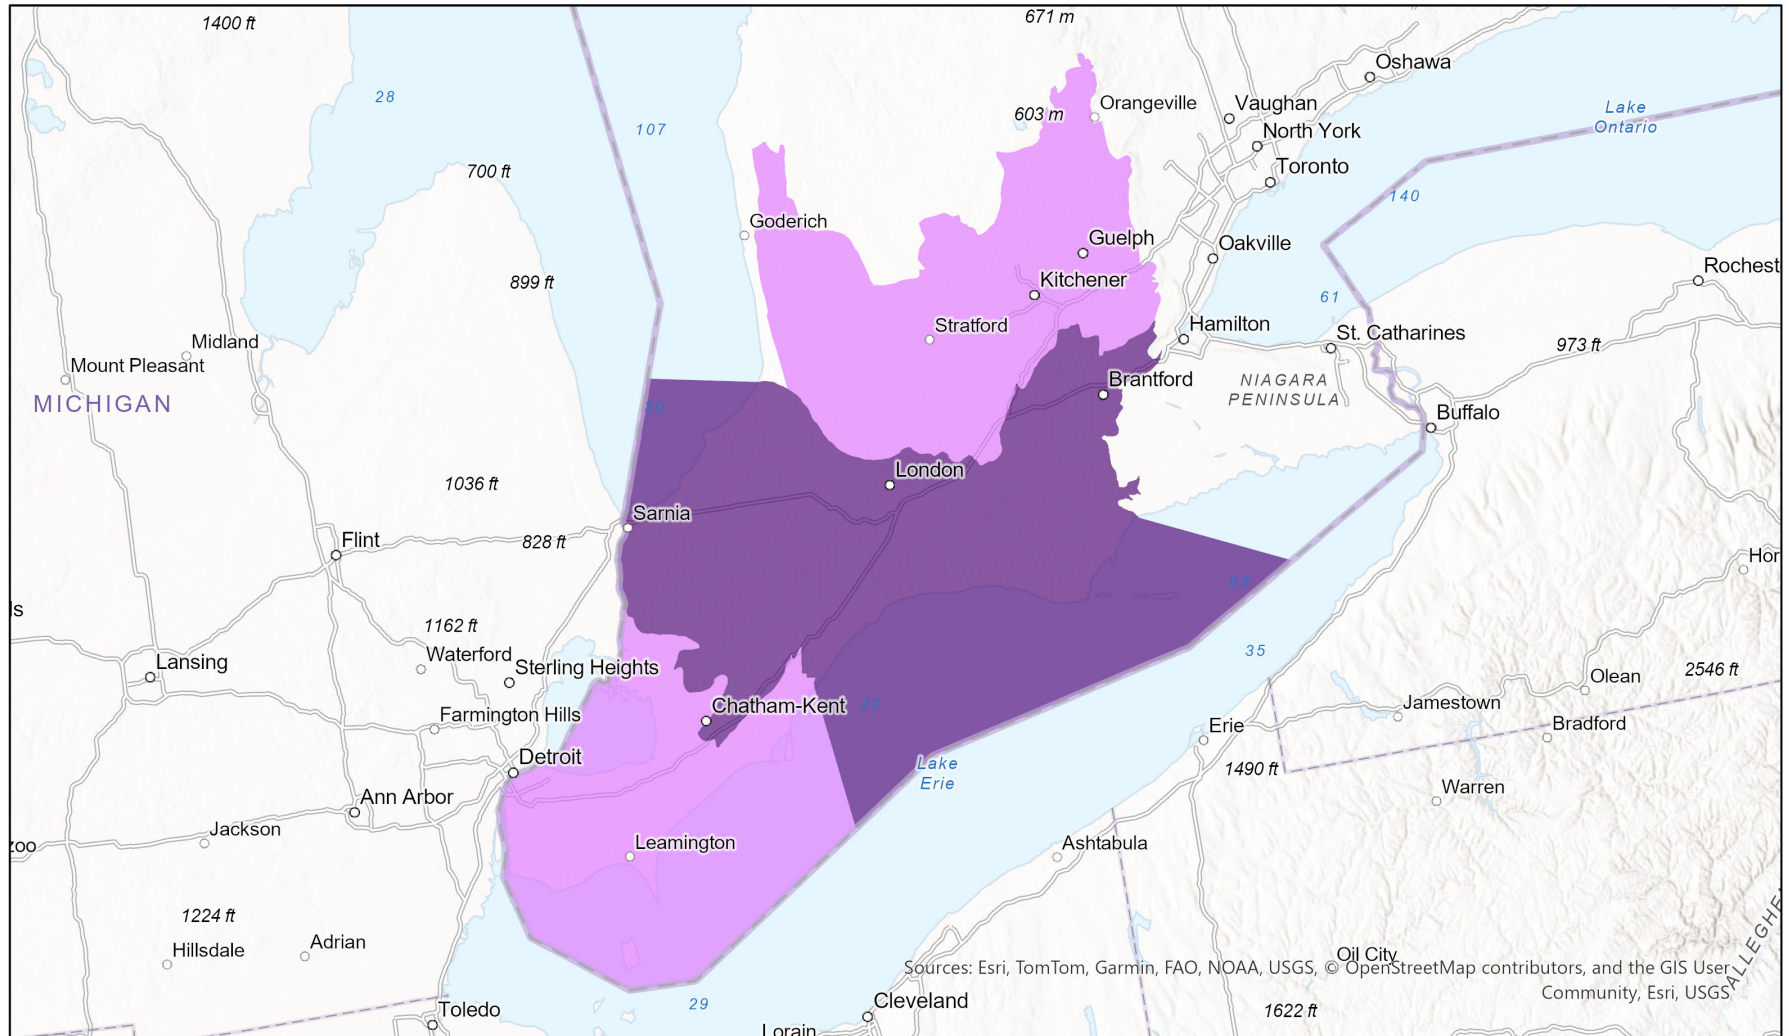 1400 ft
671 m
Oshawa
28
Orangeville
Vaughan
603 m
Lake
Ontario
107
North York
Toronto
700 ft
140
Goderich
Guelph
Oakville
Rochest
899 ft
Kitchener
61
Stratford
Hamilton
St. Catharines
Midland
973 ft
Mount Pleasant
Brantford
NIAGARA
PENINSULA
MICHIGAN
30
Buffalo
London
1036 ft
Sarnia
Flint
828 ft
Hor
53
ls
1162 ft
35
Waterford
Lansing
Sterling Heights
2546 ft
Olean
Chatham-Kent
22
Jamestown
Farmington Hills
Erie
Bradford
Detroit
Lake
Erie
1490 ft
Ann Arbor
Warren
Jackson
zoo
Leamington
Ashtabula
1224 ft
Hillsdale
Adrian
Oil City
ALLEGHE
Sources: Esri, TomTom, Garmin, FAO, NOAA, USGS, © OpenStreetMap contributors, and the GIS User
Community, Esri, USGS
Toledo
29
Cleveland
1622 ft
Lorain